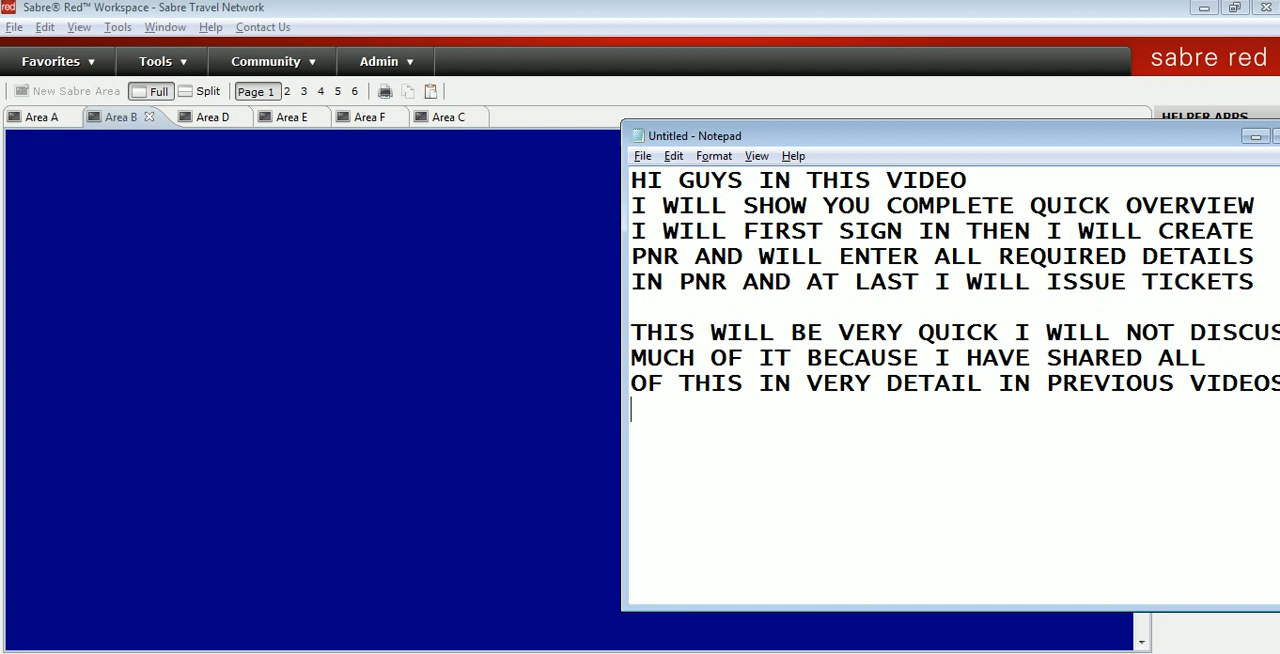 red Sabre® Red™ Workspace - Sabre Travel Network
File Edit View Tools Window Help Contact Us
Favorites ▼ Tools ▼ Community ▼ Admin ▼ sabre red
New Sabre Area Full Split Page 1 2 3 4 5 6
Area A Area B Area D Area E Area F Area C
HELPER APPS
Untitled - Notepad
File Edit Format View Help
HI GUYS IN THIS VIDEO
I WILL SHOW YOU COMPLETE QUICK OVERVIEW
I WILL FIRST SIGN IN THEN I WILL CREATE
PNR AND WILL ENTER ALL REQUIRED DETAILS
IN PNR AND AT LAST I WILL ISSUE TICKETS
THIS WILL BE VERY QUICK I WILL NOT DISCUS
MUCH OF IT BECAUSE I HAVE SHARED ALL
OF THIS IN VERY DETAIL IN PREVIOUS VIDEOS